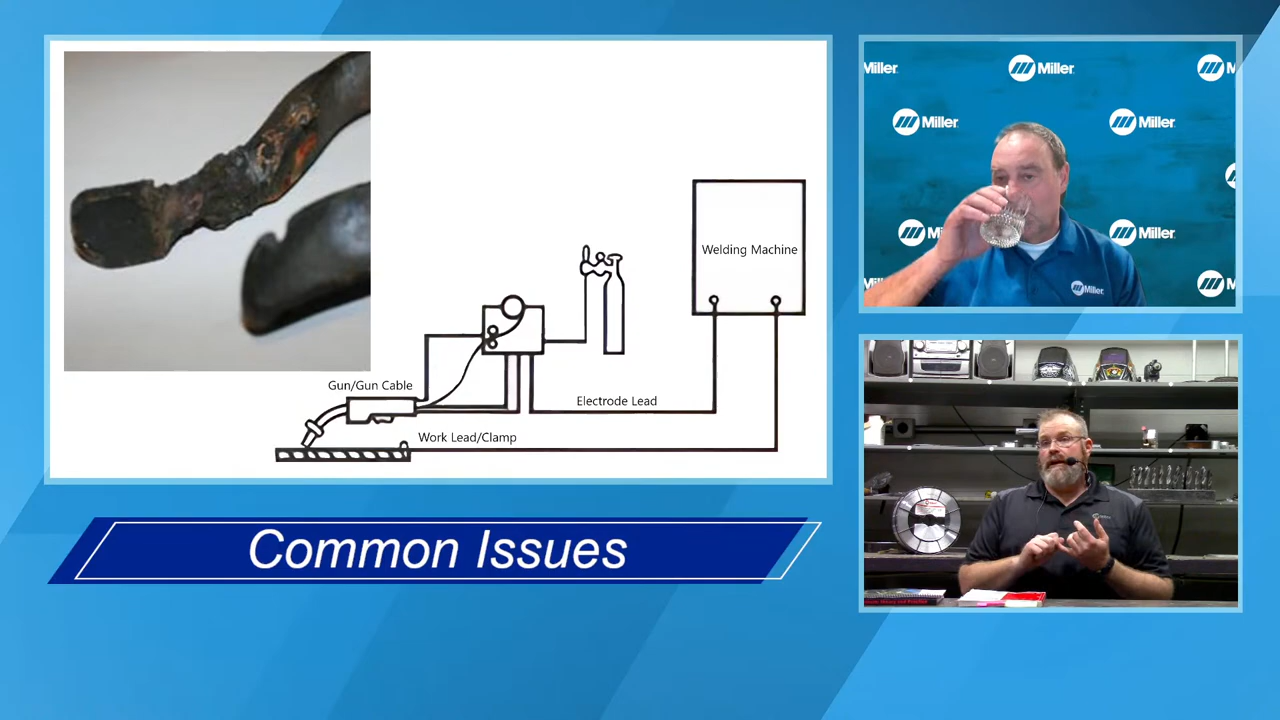 Welding Machine
Gun/Gun Cable
Electrode Lead
Work Lead/Clamp
Common Issues
Miller.
Miller.
M
Miller.
Miller.
Miller.
Miller.
M
Miller.